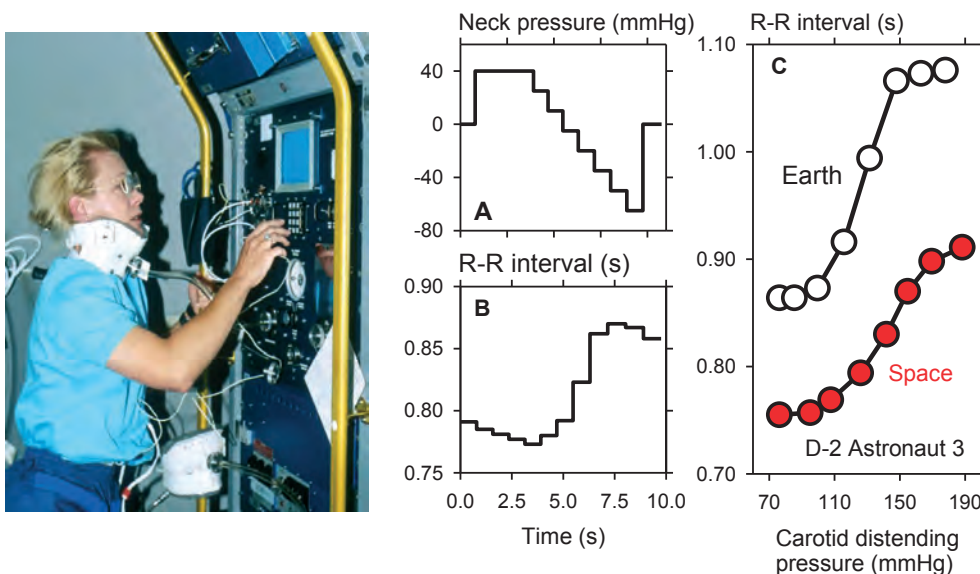 Neck pressure (mmHg)
40
0
-40
-80
A
R-R interval (s)
0.90
0.85
0.80
0.75
B
0.0 2.5 5.0 7.5 10.0
Time (s)
R-R interval (s)
1.10
1.00
0.90
0.80
0.70
C
Earth
Space
D-2 Astronaut 3
70 110 150 190
Carotid distending
pressure (mmHg)